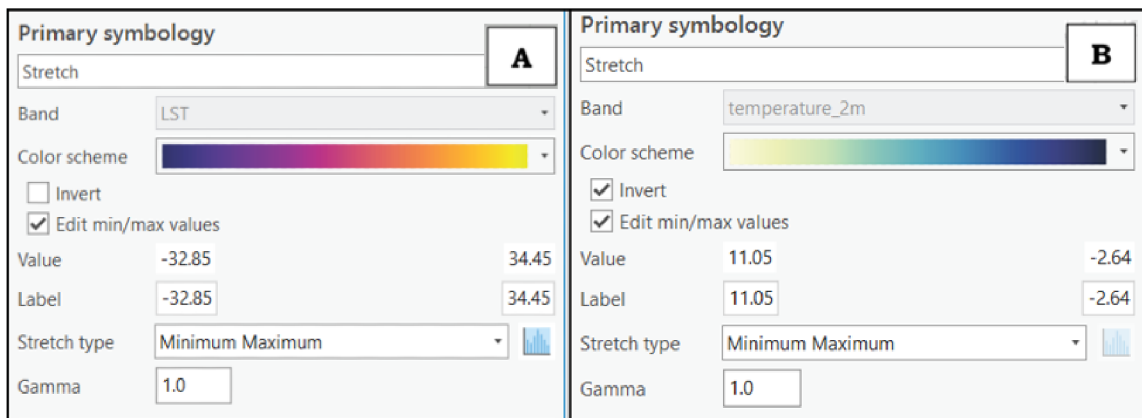 Primary symbology
A
Stretch
Band LST
Color scheme
Invert
Edit min/max values
Value -32.85 34.45
Label -32.85 34.45
Stretch type Minimum Maximum
Gamma 1.0
Primary symbology
B
Stretch
Band temperature_2m
Color scheme
Invert
Edit min/max values
Value 11.05 -2.64
Label 11.05 -2.64
Stretch type Minimum Maximum
Gamma 1.0